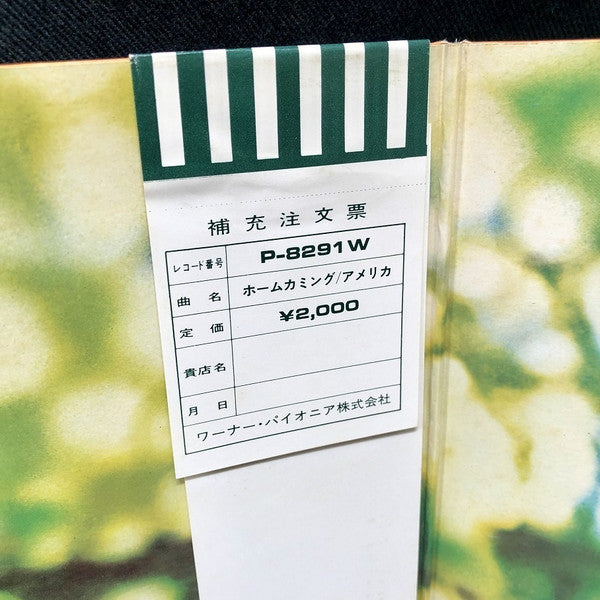 補充注文票
レコード番号 P-8291W
曲名 ホームカミング/アメリカ
定価 ¥2,000
貴店名
月日
ワーナー・パイオニア株式会社